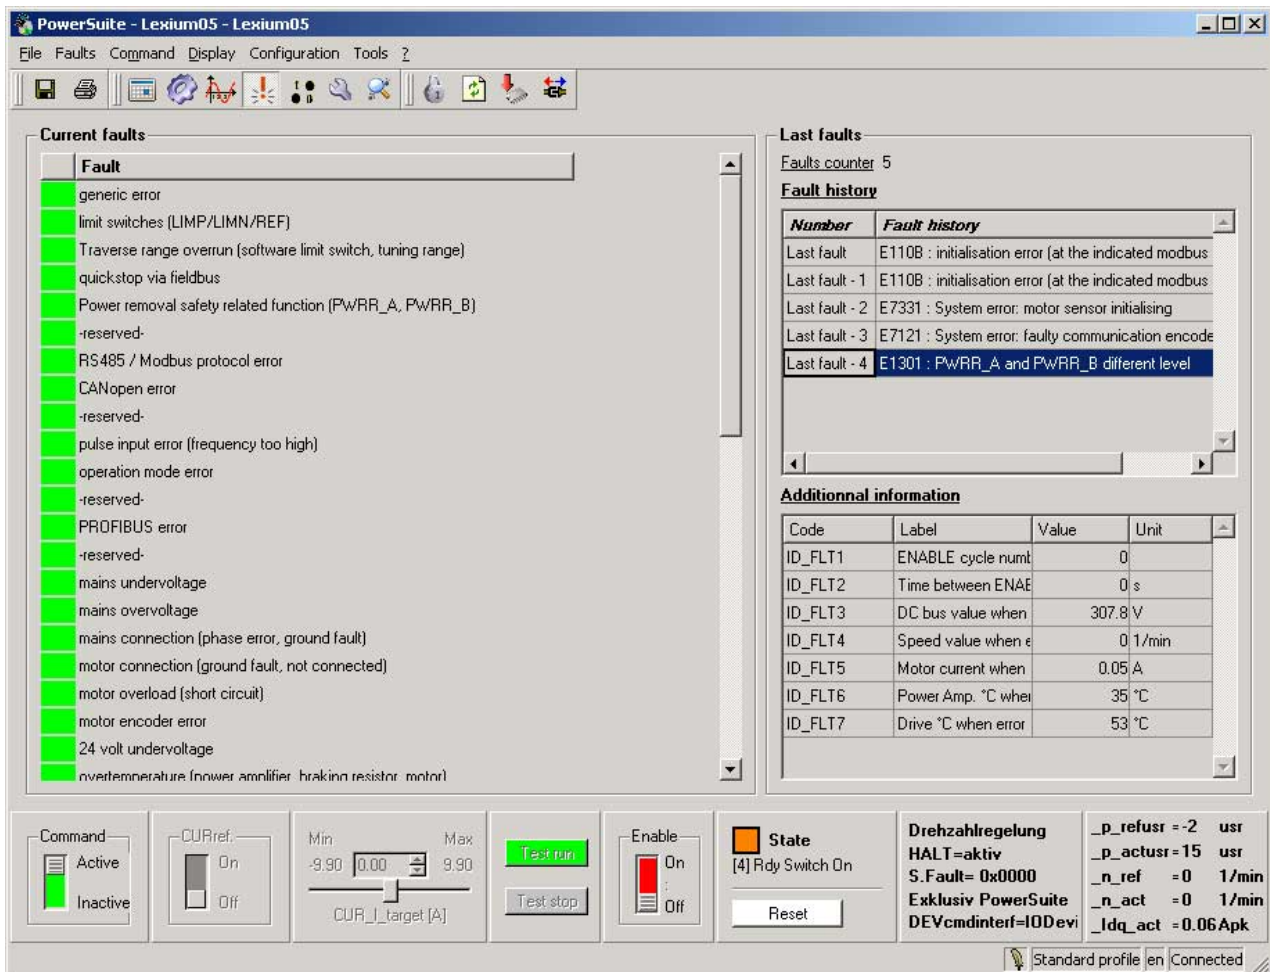 PowerSuite - Lexium05 - Lexium05
File Faults Command Display Configuration Tools ?
Current faults
Fault
generic error
limit switches (LIMP/LIMN/REF)
Traverse range overrun (software limit switch, tuning range)
quickstop via fieldbus
Power removal safety related function (PWRR_A, PWRR_B)
-reserved-
RS485 / Modbus protocol error
CANopen error
-reserved-
pulse input error (frequency too high)
operation mode error
-reserved-
PROFIBUS error
-reserved-
mains undervoltage
mains overvoltage
mains connection (phase error, ground fault)
motor connection (ground fault, not connected)
motor overload (short circuit)
motor encoder error
24 volt undervoltage
overtemperature (power amplifier, braking resistor, motor)
Last faults
Faults counter 5
Fault history
Number Fault history
Last fault E110B : initialisation error (at the indicated modbus
Last fault - 1 E110B : initialisation error (at the indicated modbus
Last fault - 2 E7331 : System error: motor sensor initialising
Last fault - 3 E7121 : System error: faulty communication encode
Last fault - 4 E1301 : PWRR_A and PWRR_B different level
Additionnal information
Code Label Value Unit
ID_FLT1 ENABLE cycle numb 0
ID_FLT2 Time between ENAE 0 s
ID_FLT3 DC bus value when 307.8 V
ID_FLT4 Speed value when e 0 1/min
ID_FLT5 Motor current when 0.05 A
ID_FLT6 Power Amp. °C when 35 °C
ID_FLT7 Drive °C when error 53 °C
Command
Active
Inactive
CURref.
On
Off
Min Max
-9.90 0.00 9.90
CUR_I_target [A]
Test run
Test stop
Enable
On
:
Off
State
[4] Rdy Switch On
Reset
Drehzahlregelung
HALT=aktiv
S.Fault= 0x0000
Exklusiv PowerSuite
DEVcmdinterf=IODevi
_p_refusr =-2 usr
_p_actusr=15 usr
_n_ref =0 1/min
_n_act =0 1/min
_Idq_act =0.06Apk
Standard profile en Connected